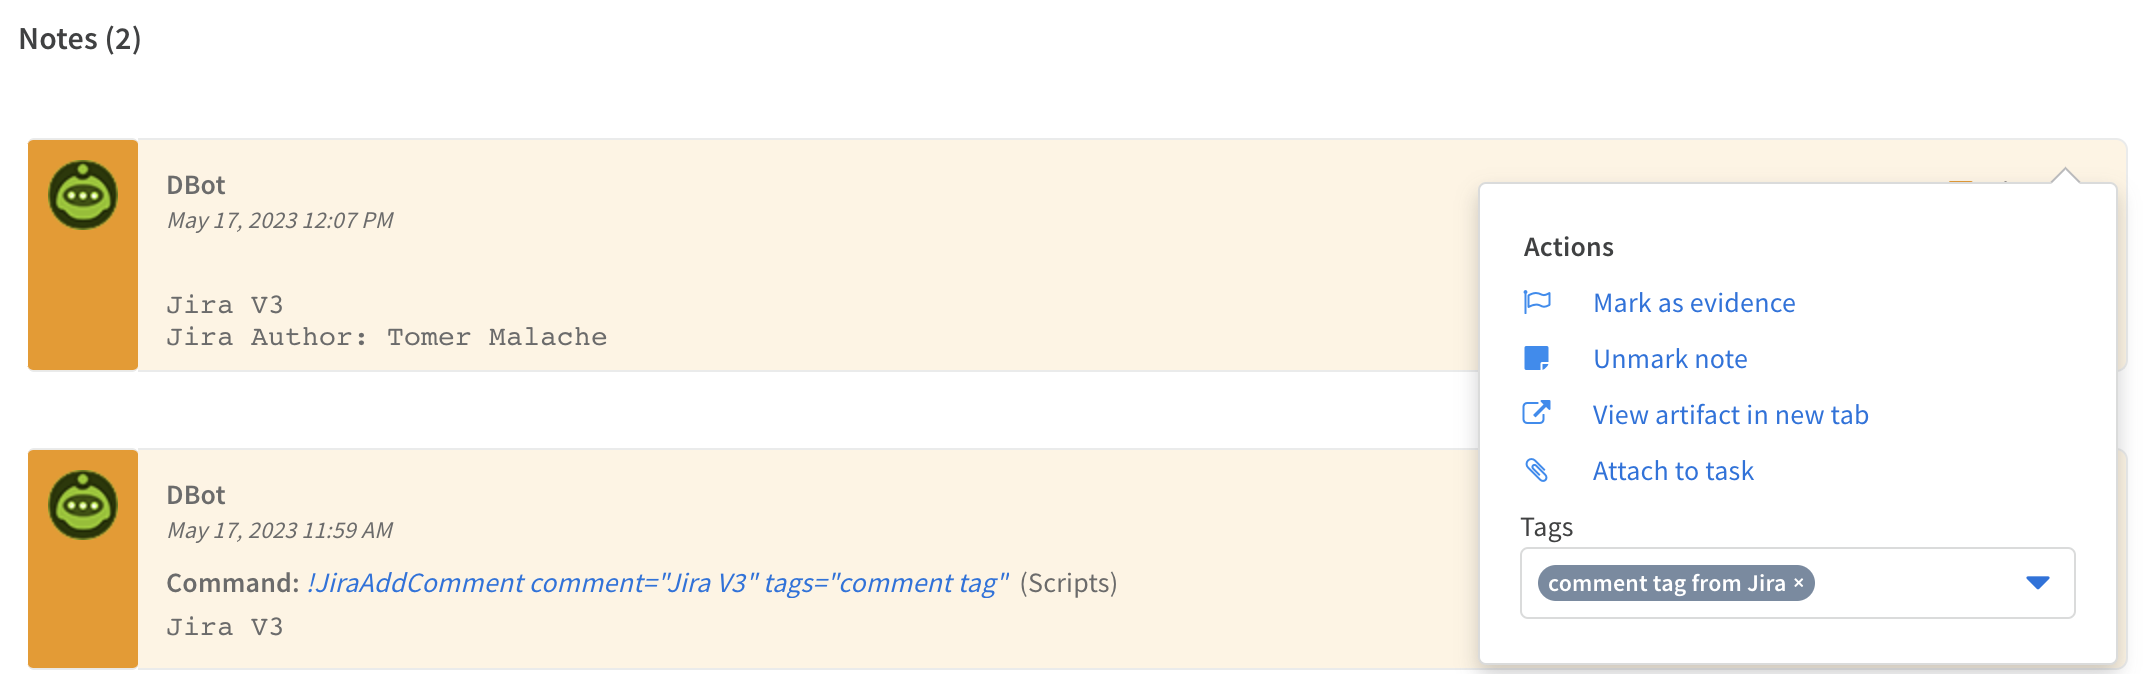 Notes (2)
DBot
May 17, 2023 12:07 PM
Jira V3
Jira Author: Tomer Malache
DBot
May 17, 2023 11:59 AM
Command: !JiraAddComment comment="Jira V3" tags="comment tag" (Scripts)
Jira V3
Actions
Mark as evidence
Unmark note
View artifact in new tab
Attach to task
Tags
comment tag from Jira ×